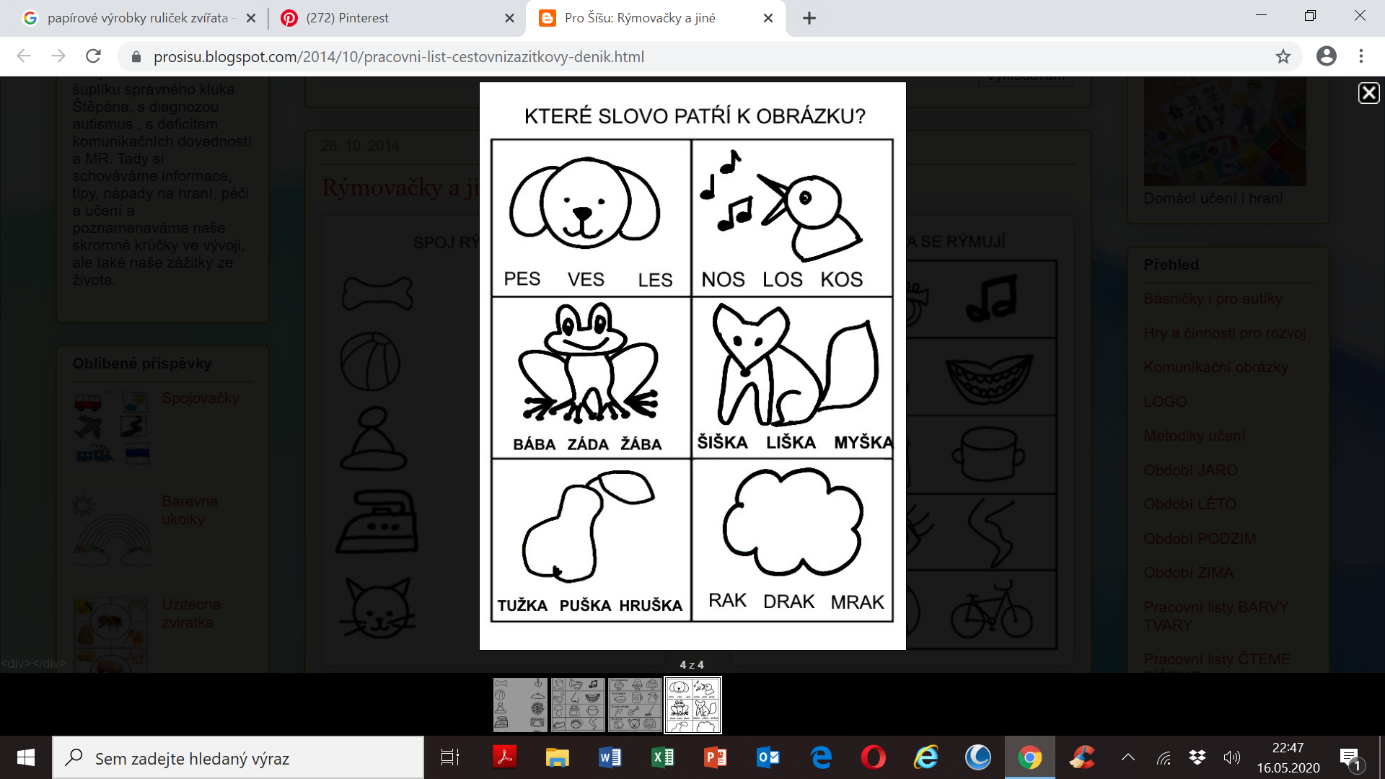 papírové výrobky ruliček zvířata -
(272) Pinterest
Pro Šíšu: Rýmovačky a jiné
prosisu.blogspot.com/2014/10/pracovni-list-cestovnizazitkovy-denik.html
šuplíku správného kluka
Štěpána, s diagnozou
autismus , s deficitem
komunikačních dovedností
a MR. Tady si
schováváme informace,
tipy, nápady na hraní, péči
a učení a
poznamenaváme naše
skromné krůčky ve vývoji,
ale také naše zážitky ze
života.
Oblíbené příspěvky
Spojovačky
Barevne
ukolky
Uzitecna
zviratka
<div></div>
28. 10. 2014
Rýmovačky a ji
SPOJ RÝ
A SE RÝMUJÍ
KTERÉ SLOVO PATŘÍ K OBRÁZKU?
PES VES LES
NOS LOS KOS
BÁBA ZÁDA ŽÁBA
ŠIŠKA LIŠKA MYŠKA
TUŽKA PUŠKA HRUŠKA
RAK DRAK MRAK
4 z 4
Domácí učení i hraní
Přehled
Básničky i pro autíky
Hry a činnosti pro rozvoj
Komunikační obrázky
LOGO
Metodiky učení
Období JARO
Období LÉTO
Období PODZIM
Období ZIMA
Pracovní listy BARVY
TVARY
Pracovní listy ČTEME
Sem zadejte hledaný výraz
22:47
16.05.2020
1